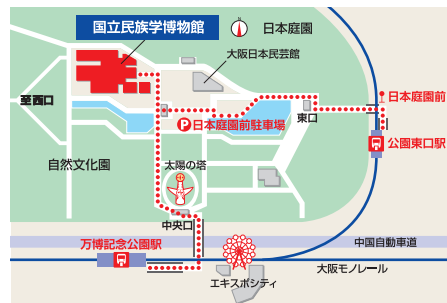 国立民族学博物館
日本庭園
大阪日本民芸館
至西口
日本庭園前
P日本庭園前駐車場
東口
公園東口駅
自然文化園
太陽の塔
中央口
万博記念公園駅
中国自動車道
大阪モノレール
エキスポシティ